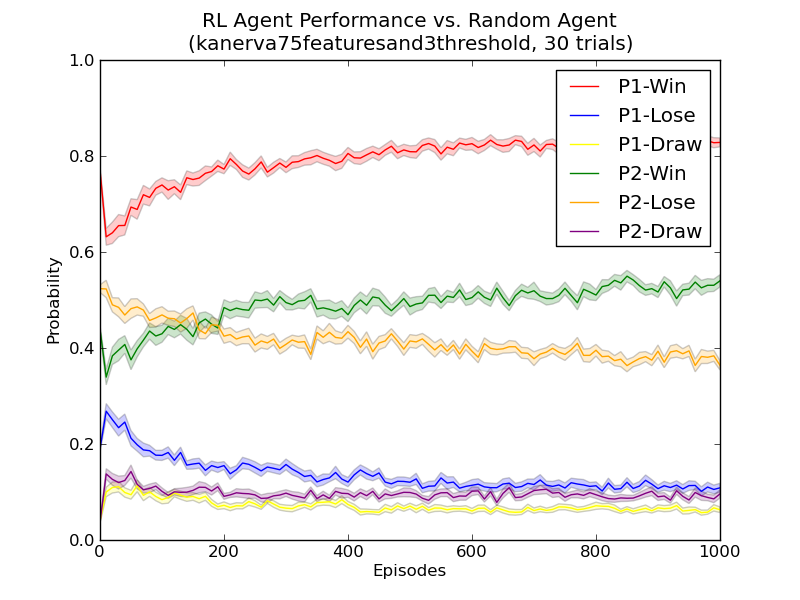 RL Agent Performance vs. Random Agent
(kanerva75featuresand3threshold, 30 trials)
1.0
0.8
0.6
0.4
0.2
0.0
Probability
P1-Win
P1-Lose
P1-Draw
P2-Win
P2-Lose
P2-Draw
0 200 400 600 800 1000
Episodes